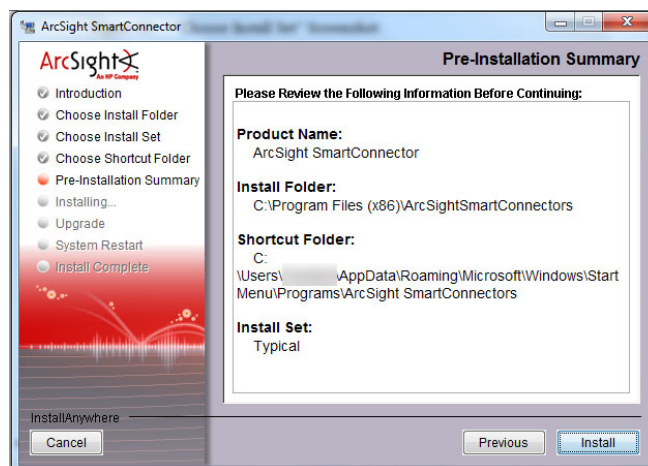 ArcSight SmartConnector
ArcSight
An HP Company
Pre-Installation Summary
Introduction
Choose Install Folder
Choose Install Set
Choose Shortcut Folder
Pre-Installation Summary
Installing...
Upgrade
System Restart
Install Complete
Please Review the Following Information Before Continuing:
Product Name:
ArcSight SmartConnector
Install Folder:
C:\Program Files (x86)\ArcSightSmartConnectors
Shortcut Folder:
C:
\Users\ \AppData\Roaming\Microsoft\Windows\Start
Menu\Programs\ArcSight SmartConnectors
Install Set:
Typical
InstallAnywhere
Cancel
Previous
Install